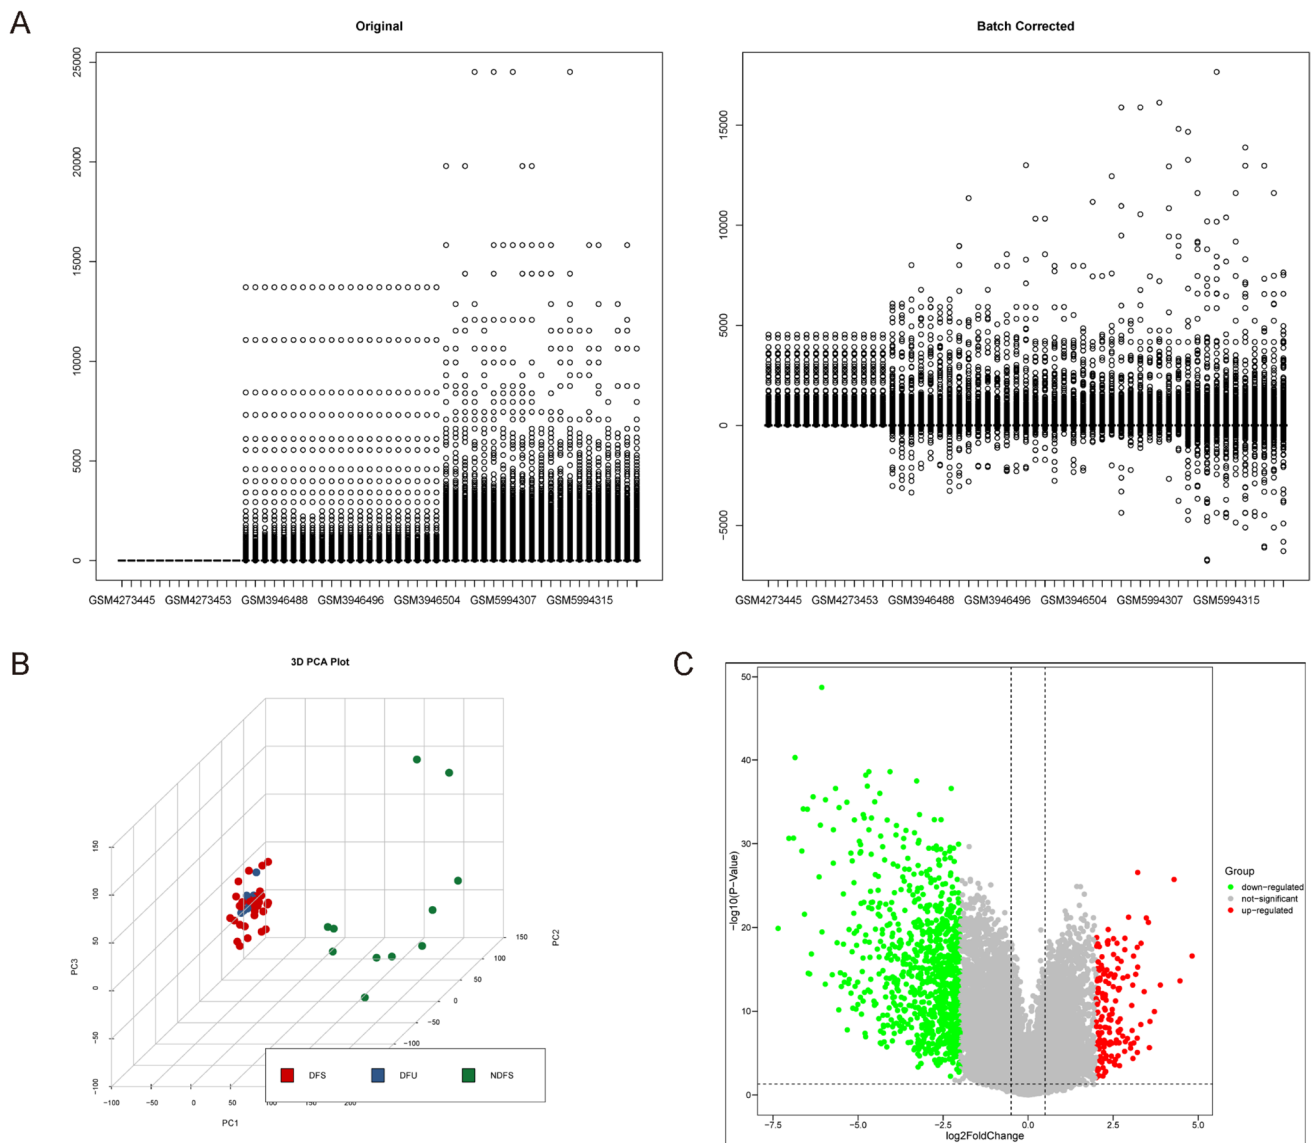 A
Original
25000
20000
15000
10000
5000
0
GSM4273445 GSM4273453 GSM3946488 GSM3946496 GSM3946504 GSM5994307 GSM5994315
Batch Corrected
15000
10000
5000
0
−5000
GSM4273445 GSM4273453 GSM3946488 GSM3946496 GSM3946504 GSM5994307 GSM5994315
B
3D PCA Plot
PC3
150
100
50
0
−50
−100
−100 −50 0 50 100 150 200
PC1
−100
−50
0
50
100
150
PC2
DFS DFU NDFS
C
−log10(P−Value)
50
40
30
20
10
0
−7.5 −5.0 −2.5 0.0 2.5 5.0
log2FoldChange
Group
down−regulated
not−significant
up−regulated